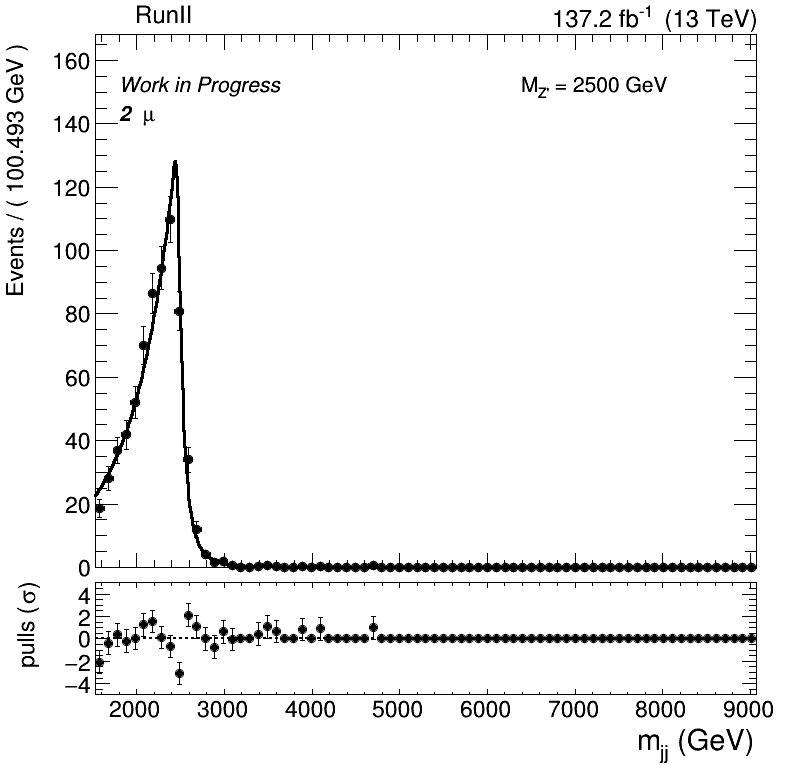 RunII 137.2 fb-1 (13 TeV)
Work in Progress MZ' = 2500 GeV
2 μ
Events / ( 100.493 GeV )
160
140
120
100
80
60
40
20
0
pulls (σ)
4
2
0
−2
−4
2000 3000 4000 5000 6000 7000 8000 9000
mjj (GeV)